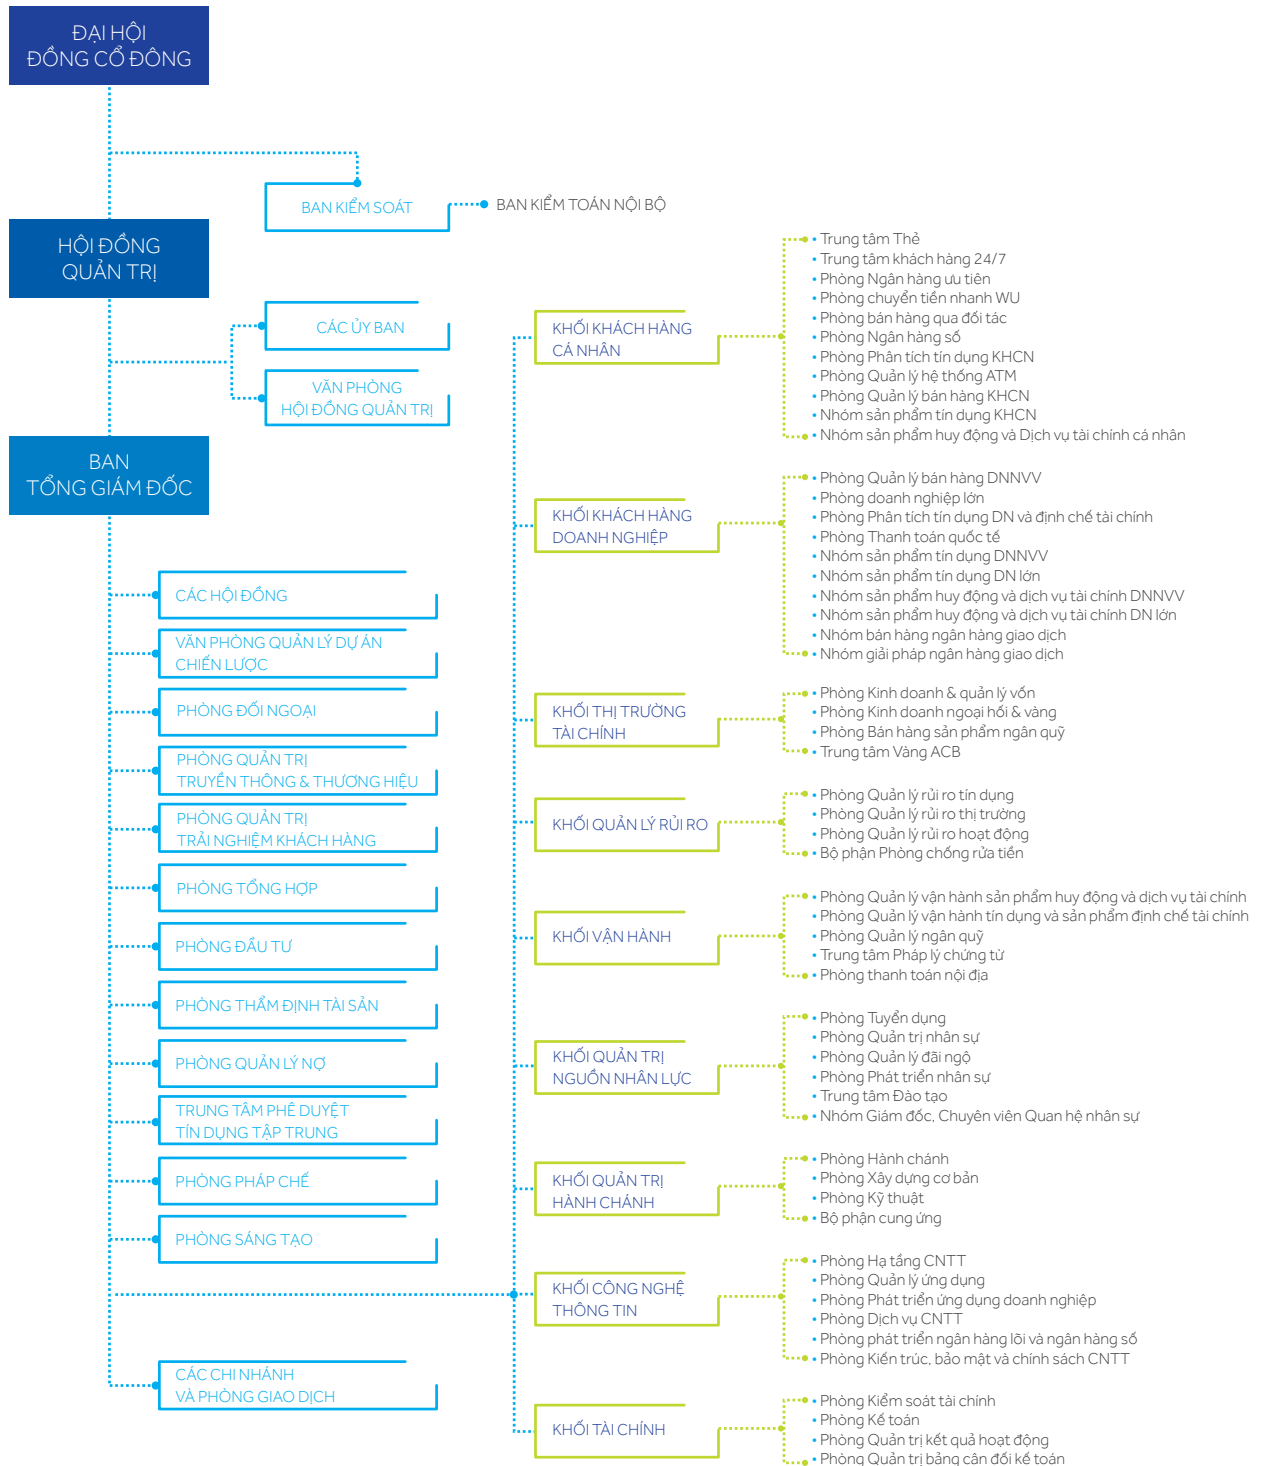 ĐẠI HỘI
ĐỒNG CỔ ĐÔNG
BAN KIỂM SOÁT
BAN KIỂM TOÁN NỘI BỘ
HỘI ĐỒNG
QUẢN TRỊ
CÁC ỦY BAN
VĂN PHÒNG
HỘI ĐỒNG QUẢN TRỊ
BAN
TỔNG GIÁM ĐỐC
CÁC HỘI ĐỒNG
VĂN PHÒNG QUẢN LÝ DỰ ÁN
CHIẾN LƯỢC
PHÒNG ĐỐI NGOẠI
PHÒNG QUẢN TRỊ
TRUYỀN THÔNG & THƯƠNG HIỆU
PHÒNG QUẢN TRỊ
TRẢI NGHIỆM KHÁCH HÀNG
PHÒNG TỔNG HỢP
PHÒNG ĐẦU TƯ
PHÒNG THẨM ĐỊNH TÀI SẢN
PHÒNG QUẢN LÝ NỢ
TRUNG TÂM PHÊ DUYỆT
TÍN DỤNG TẬP TRUNG
PHÒNG PHÁP CHẾ
PHÒNG SÁNG TẠO
CÁC CHI NHÁNH
VÀ PHÒNG GIAO DỊCH
KHỐI KHÁCH HÀNG
CÁ NHÂN
• Trung tâm Thẻ
• Trung tâm khách hàng 24/7
• Phòng Ngân hàng ưu tiên
• Phòng chuyển tiền nhanh WU
• Phòng bán hàng qua đối tác
• Phòng Ngân hàng số
• Phòng Phân tích tín dụng KHCN
• Phòng Quản lý hệ thống ATM
• Phòng Quản lý bán hàng KHCN
• Nhóm sản phẩm tín dụng KHCN
• Nhóm sản phẩm huy động và Dịch vụ tài chính cá nhân
KHỐI KHÁCH HÀNG
DOANH NGHIỆP
• Phòng Quản lý bán hàng DNNVV
• Phòng doanh nghiệp lớn
• Phòng Phân tích tín dụng DN và định chế tài chính
• Phòng Thanh toán quốc tế
• Nhóm sản phẩm tín dụng DNNVV
• Nhóm sản phẩm tín dụng DN lớn
• Nhóm sản phẩm huy động và dịch vụ tài chính DNNVV
• Nhóm sản phẩm huy động và dịch vụ tài chính DN lớn
• Nhóm bán hàng ngân hàng giao dịch
• Nhóm giải pháp ngân hàng giao dịch
KHỐI THỊ TRƯỜNG
TÀI CHÍNH
• Phòng Kinh doanh & quản lý vốn
• Phòng Kinh doanh ngoại hối & vàng
• Phòng Bán hàng sản phẩm ngân quỹ
• Trung tâm Vàng ACB
KHỐI QUẢN LÝ RỦI RO
• Phòng Quản lý rủi ro tín dụng
• Phòng Quản lý rủi ro thị trường
• Phòng Quản lý rủi ro hoạt động
• Bộ phận Phòng chống rửa tiền
KHỐI VẬN HÀNH
• Phòng Quản lý vận hành sản phẩm huy động và dịch vụ tài chính
• Phòng Quản lý vận hành tín dụng và sản phẩm định chế tài chính
• Phòng Quản lý ngân quỹ
• Trung tâm Pháp lý chứng từ
• Phòng thanh toán nội địa
KHỐI QUẢN TRỊ
NGUỒN NHÂN LỰC
• Phòng Tuyển dụng
• Phòng Quản trị nhân sự
• Phòng Quản lý đãi ngộ
• Phòng Phát triển nhân sự
• Trung tâm Đào tạo
• Nhóm Giám đốc, Chuyên viên Quan hệ nhân sự
KHỐI QUẢN TRỊ
HÀNH CHÁNH
• Phòng Hành chánh
• Phòng Xây dựng cơ bản
• Phòng Kỹ thuật
• Bộ phận cung ứng
KHỐI CÔNG NGHỆ
THÔNG TIN
• Phòng Hạ tầng CNTT
• Phòng Quản lý ứng dụng
• Phòng Phát triển ứng dụng doanh nghiệp
• Phòng Dịch vụ CNTT
• Phòng phát triển ngân hàng lõi và ngân hàng số
• Phòng Kiến trúc, bảo mật và chính sách CNTT
KHỐI TÀI CHÍNH
• Phòng Kiểm soát tài chính
• Phòng Kế toán
• Phòng Quản trị kết quả hoạt động
• Phòng Quản trị bảng cân đối kế toán